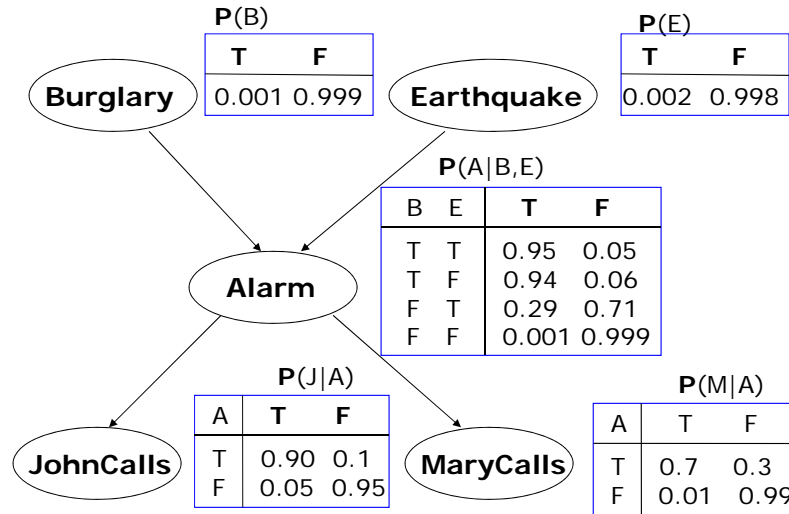 P(B)
T F
0.001 0.999
Burglary
P(E)
T F
0.002 0.998
Earthquake
P(A|B,E)
B E T F
T T 0.95 0.05
T F 0.94 0.06
F T 0.29 0.71
F F 0.001 0.999
Alarm
P(J|A)
A T F
T 0.90 0.1
F 0.05 0.95
JohnCalls
P(M|A)
A T F
T 0.7 0.3
F 0.01 0.99
MaryCalls